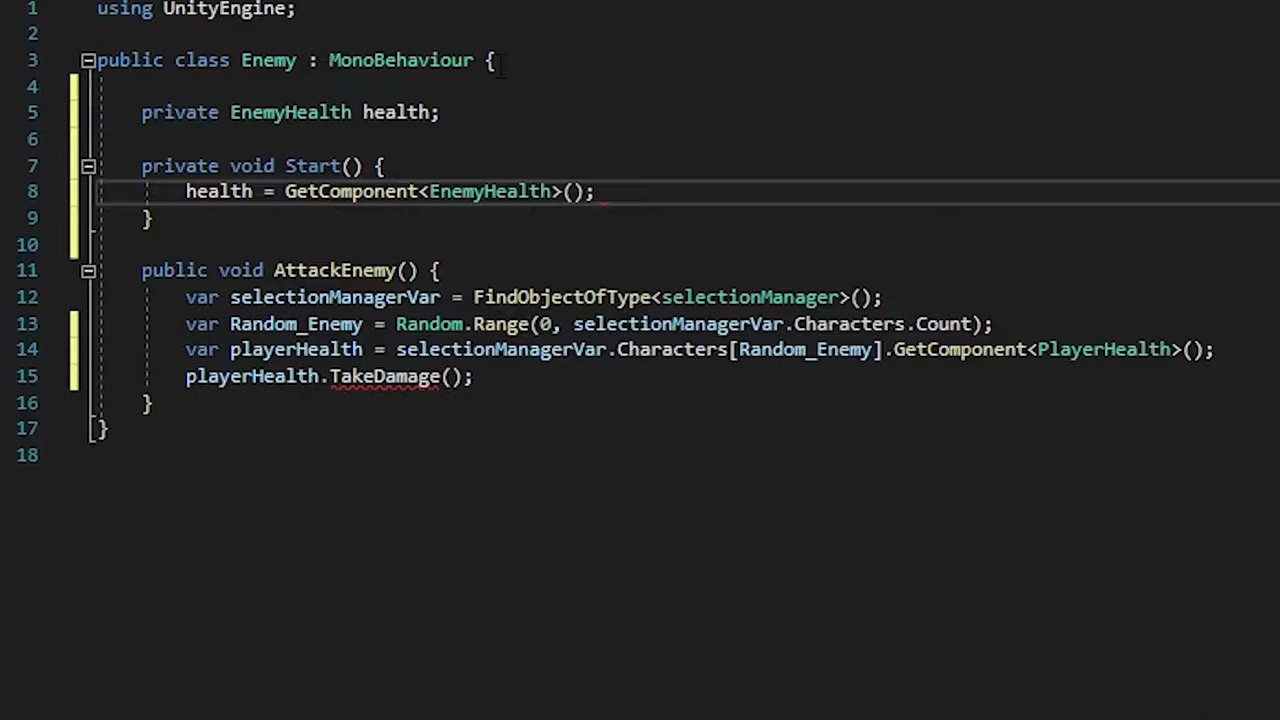 1 using UnityEngine;
2
3 public class Enemy : MonoBehaviour {
4
5 private EnemyHealth health;
6
7 private void Start() {
8 health = GetComponent<EnemyHealth>();
9 }
10
11 public void AttackEnemy() {
12 var selectionManagerVar = FindObjectOfType<selectionManager>();
13 var Random_Enemy = Random.Range(0, selectionManagerVar.Characters.Count);
14 var playerHealth = selectionManagerVar.Characters[Random_Enemy].GetComponent<PlayerHealth>();
15 playerHealth.TakeDamage();
16 }
17 }
18